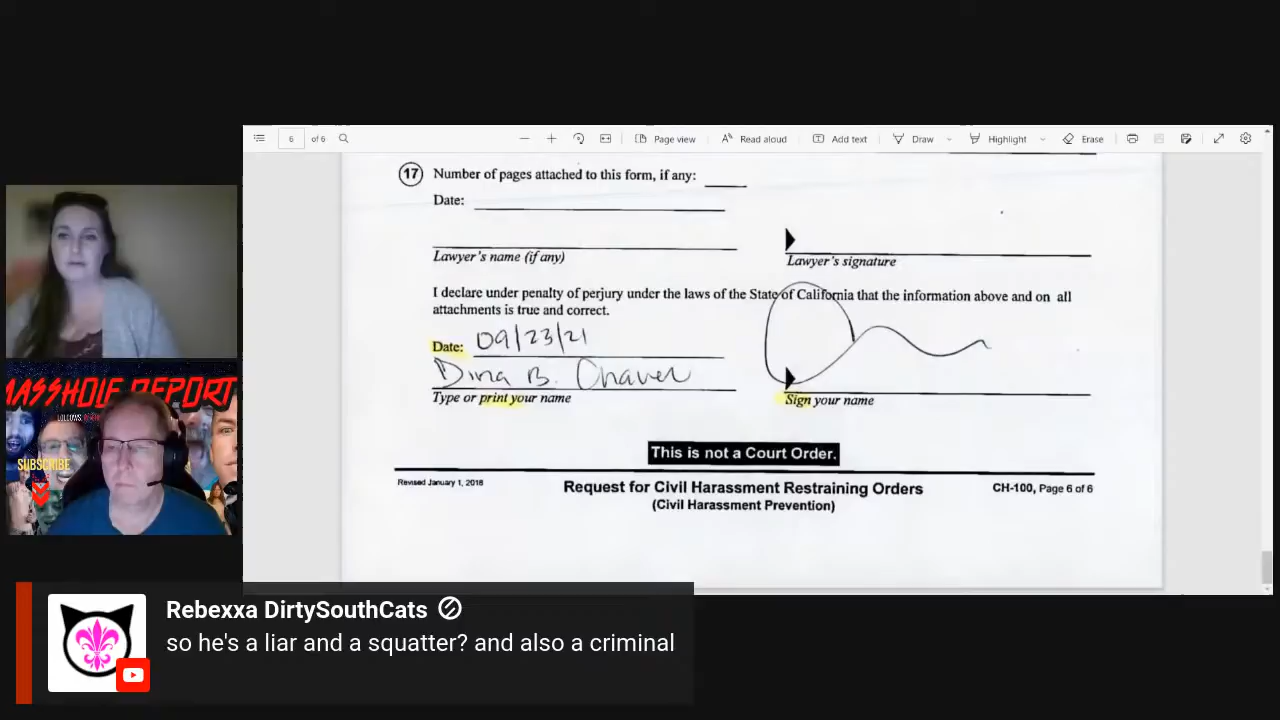 6 of 6
Page view
Read aloud
Add text
Draw
Highlight
Erase
17 Number of pages attached to this form, if any:
Date:
Lawyer's name (if any)
Lawyer's signature
I declare under penalty of perjury under the laws of the State of California that the information above and on all
attachments is true and correct.
Date: 09/23/21
Dina B.
Type or print your name
Sign your name
This is not a Court Order.
Revised January 1, 2018
Request for Civil Harassment Restraining Orders
(Civil Harassment Prevention)
CH-100, Page 6 of 6
MASSHOLE REPORT
LOLCOWS
SUBSCRIBE
Rebexxa DirtySouthCats
so he's a liar and a squatter? and also a criminal